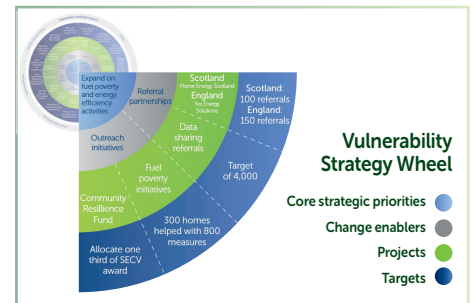 Expand on
fuel poverty
and energy
efficiency
activities
Referral
partnerships
Scotland
Home Energy Scotland
England
Yes Energy
Solutions
Scotland:
100 referrals
England:
150 referrals
Outreach
initiatives
Data
sharing
referrals
Target
of 4,000
Fuel
poverty
initiatives
300 homes
helped with 800
measures
Community
Resillience
Fund
Allocate one
third of SECV
award
Vulnerability
Strategy Wheel
Core strategic priorities
Change enablers
Projects
Targets